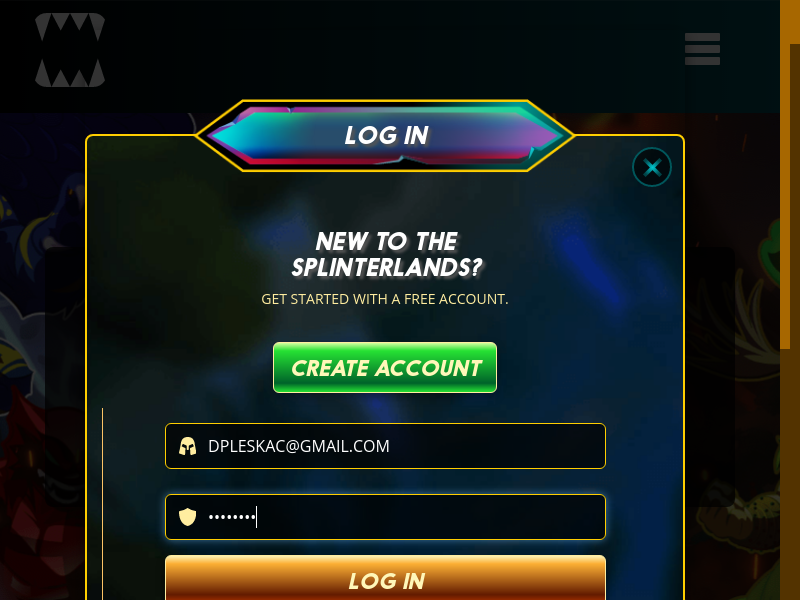 LOG IN
NEW TO THE
SPLINTERLANDS?
GET STARTED WITH A FREE ACCOUNT.
CREATE ACCOUNT
DPLESKAC@GMAIL.COM
••••••••
LOG IN